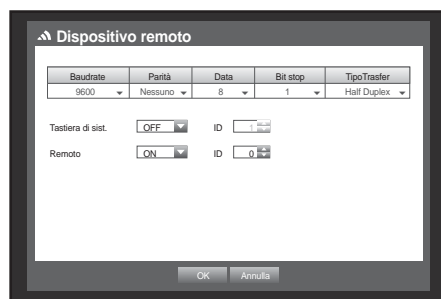 Dispositivo remoto
Baudrate Parità Data Bit stop TipoTrasfer
9600 Nessuno 8 1 Half Duplex
Tastiera di sist. OFF ID 1
Remoto ON ID 0
OK Annulla